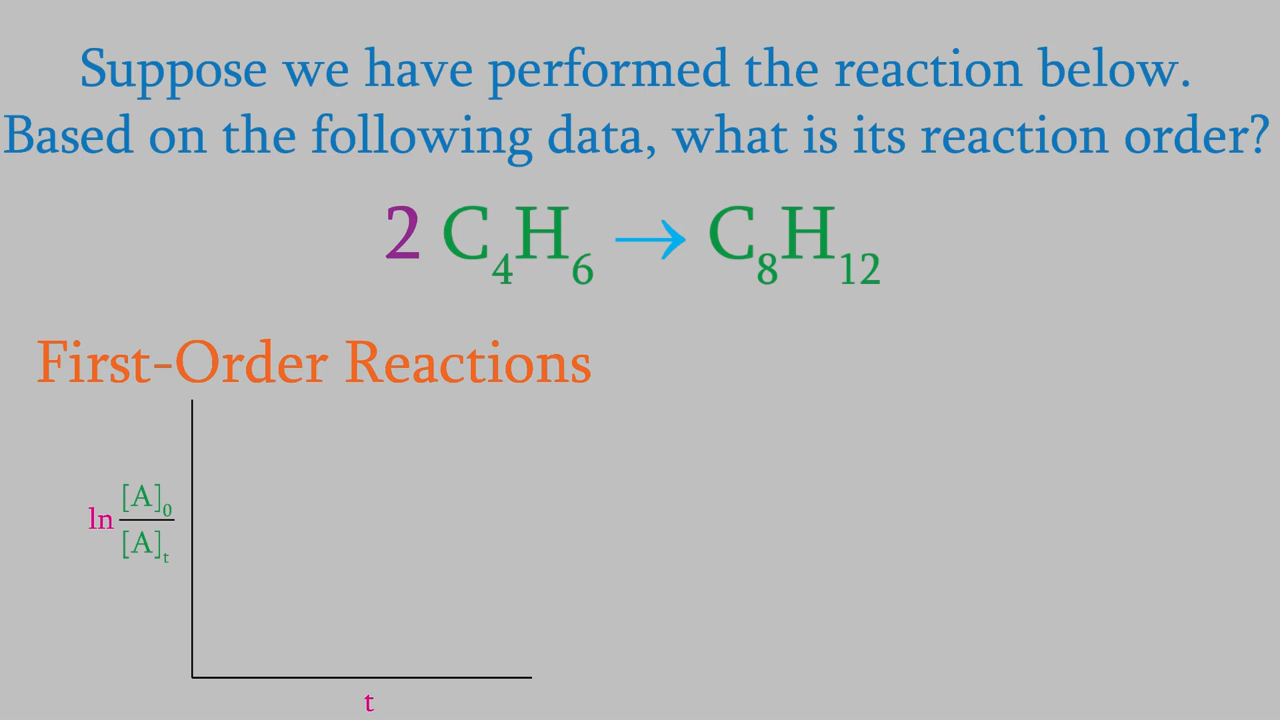 Suppose we have performed the reaction below.
Based on the following data, what is its reaction order?
2 C₄H₆ → C₈H₁₂
First-Order Reactions
ln [A]₀
[A]ₜ
t